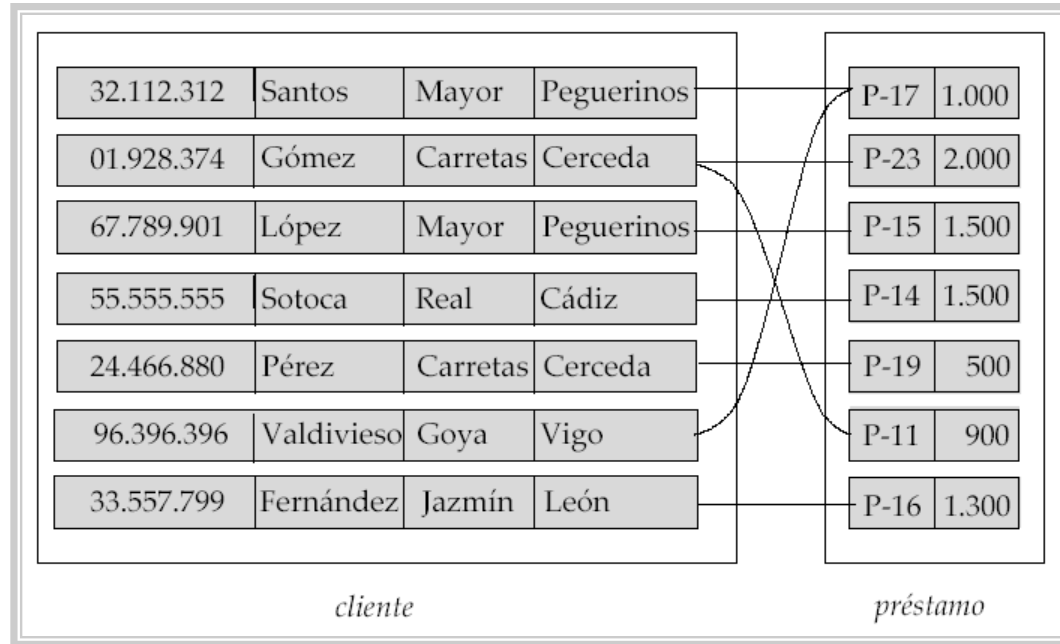 32.112.312 Santos Mayor Peguerinos P-17 1.000
01.928.374 Gómez Carretas Cerceda P-23 2.000
67.789.901 López Mayor Peguerinos P-15 1.500
55.555.555 Sotoca Real Cádiz P-14 1.500
24.466.880 Pérez Carretas Cerceda P-19 500
96.396.396 Valdivieso Goya Vigo P-11 900
33.557.799 Fernández Jazmín León P-16 1.300
cliente préstamo